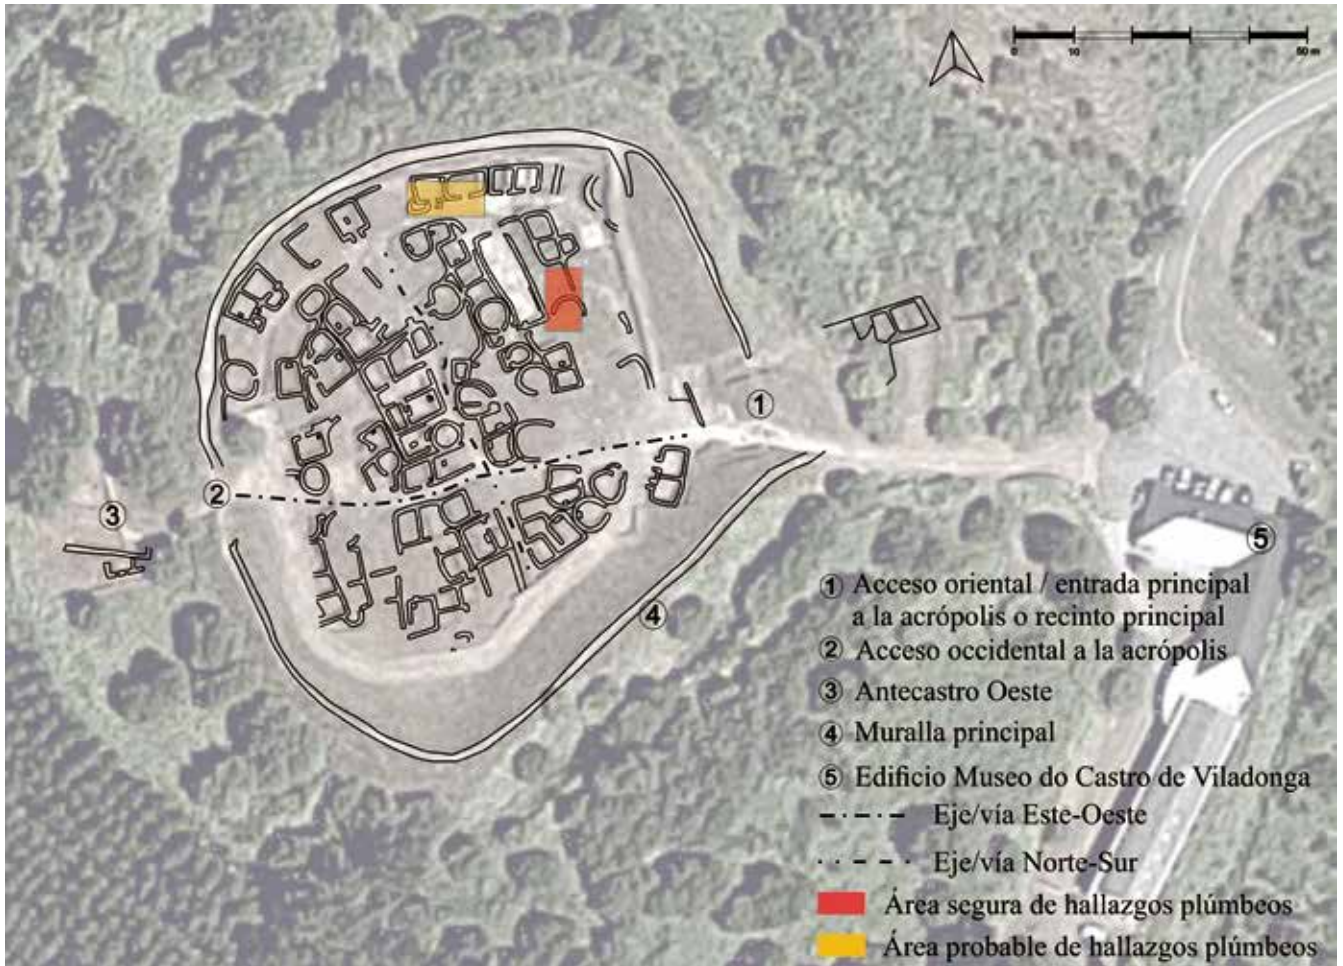 0 10 50 m
1
2
3
4
5
① Acceso oriental / entrada principal
a la acrópolis o recinto principal
② Acceso occidental a la acrópolis
③ Antecastro Oeste
④ Muralla principal
⑤ Edificio Museo do Castro de Viladonga
Eje/vía Este-Oeste
Eje/vía Norte-Sur
Área segura de hallazgos plúmbeos
Área probable de hallazgos plúmbeos